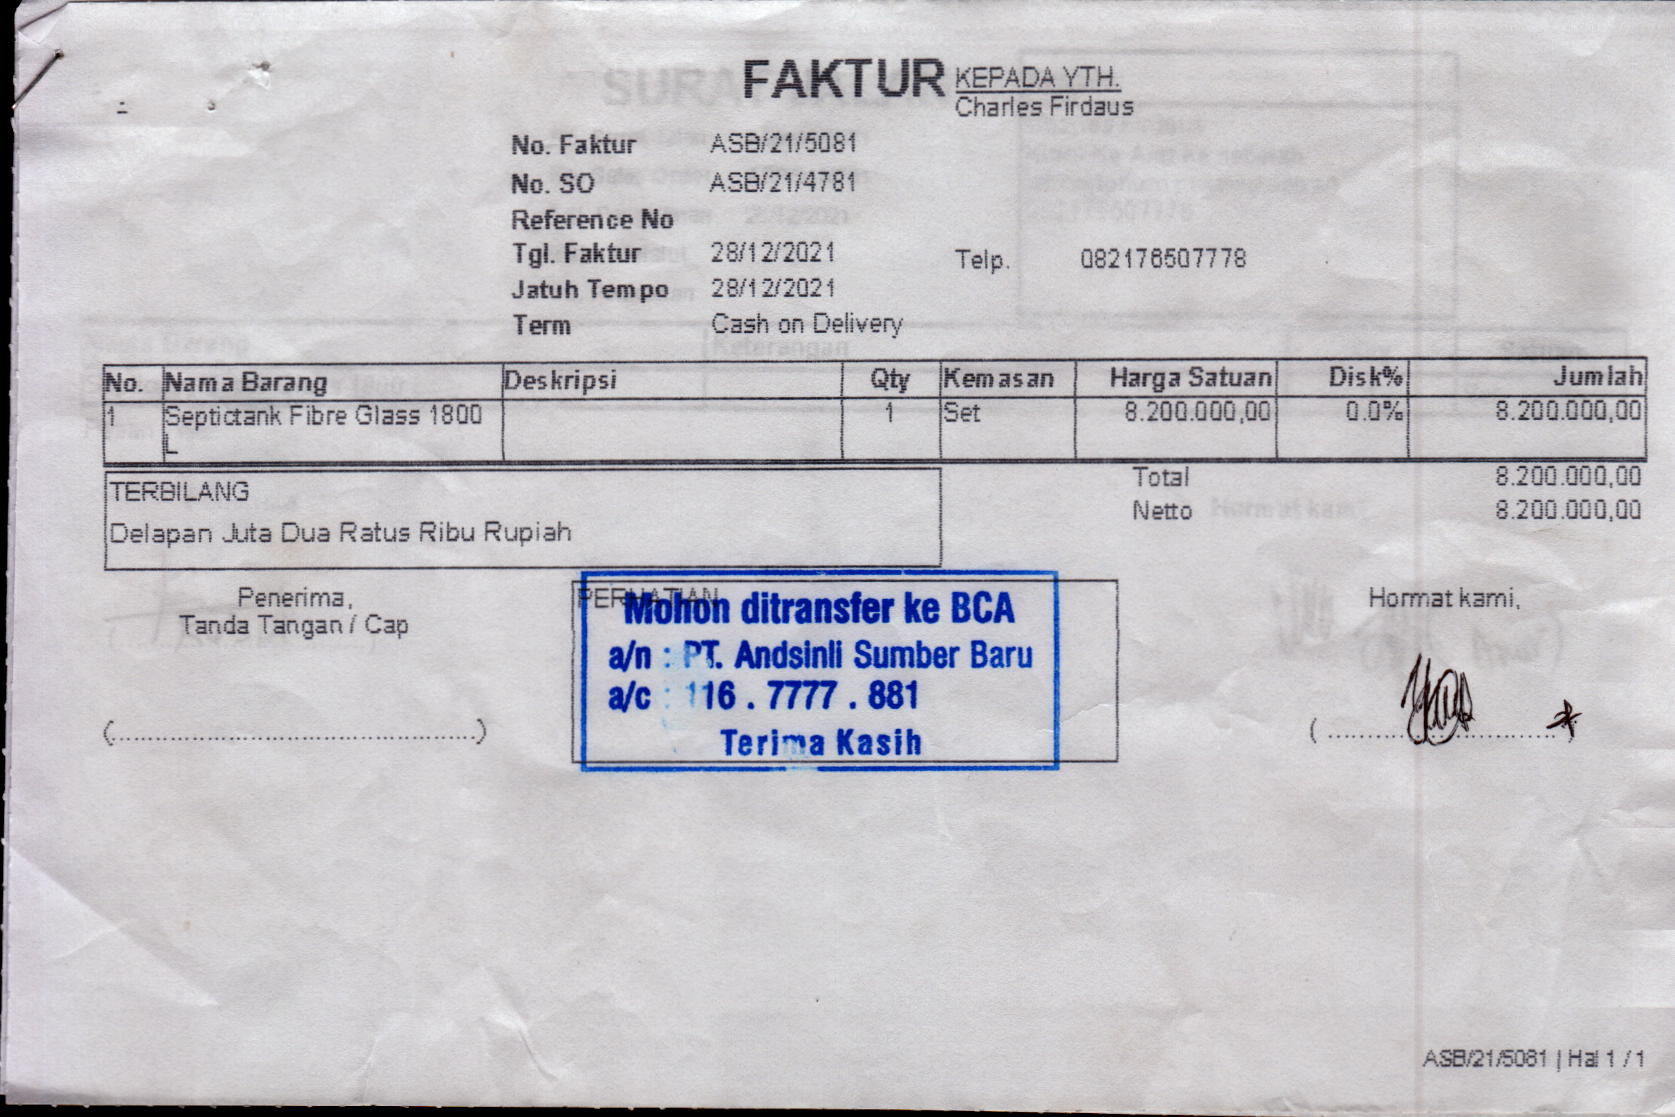 FAKTUR
KEPADA YTH.
Charles Firdaus
No. Faktur ASB/21/5081
No. SO ASB/21/4781
Reference No
Tgl. Faktur 28/12/2021
Telp. 082176507778
Jatuh Tempo 28/12/2021
Term Cash on Delivery
No. Nama Barang Deskripsi Qty Kemasan Harga Satuan Disk% Jumlah
1 Septictank Fibre Glass 1800 1 Set 8.200.000,00 0.0% 8.200.000,00
L
Total 8.200.000,00
Netto 8.200.000,00
TERBILANG
Delapan Juta Dua Ratus Ribu Rupiah
Penerima,
Tanda Tangan / Cap
(...........................................................)
PERHATIAN
Mohon ditransfer ke BCA
a/n : PT. Andsinli Sumber Baru
a/c : 116 . 7777 . 881
Terima Kasih
Hormat kami,
ASB/21/5081 | Hal 1 / 1